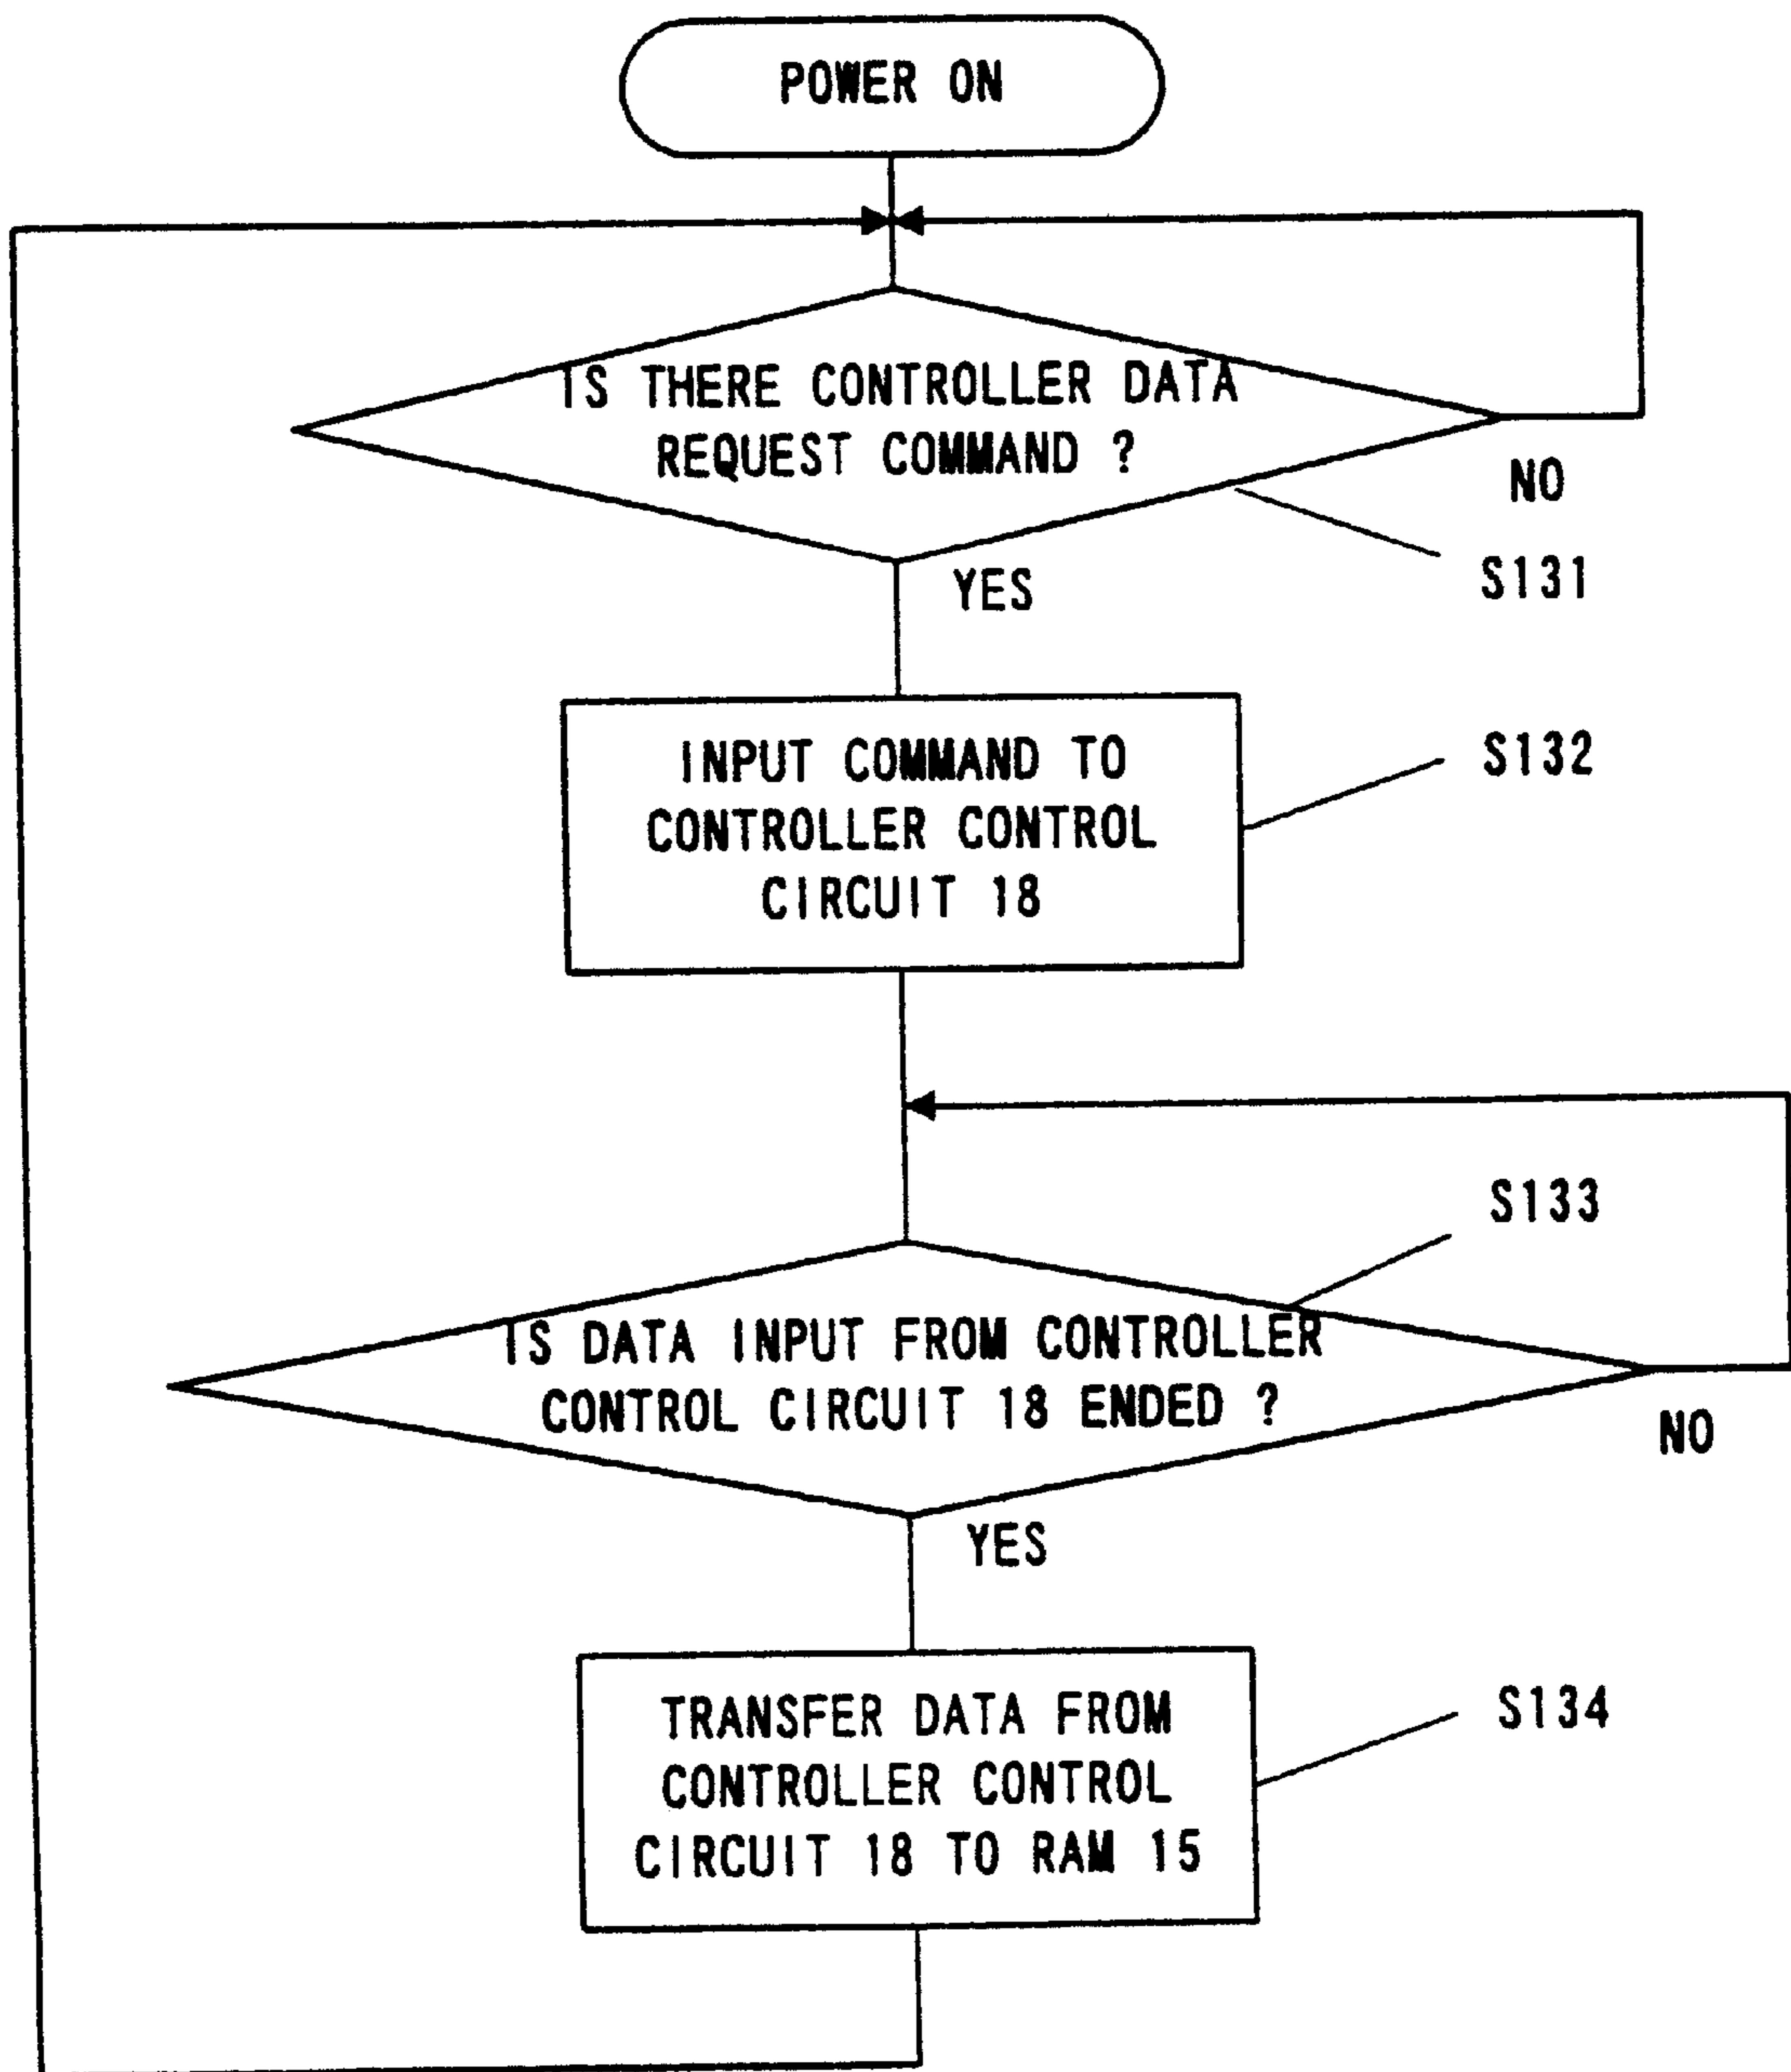 POWER ON
IS THERE CONTROLLER DATA
REQUEST COMMAND ?
NO
YES
S131
INPUT COMMAND TO
CONTROLLER CONTROL
CIRCUIT 18
S132
S133
IS DATA INPUT FROM CONTROLLER
CONTROL CIRCUIT 18 ENDED ?
NO
YES
TRANSFER DATA FROM
CONTROLLER CONTROL
CIRCUIT 18 TO RAM 15
S134